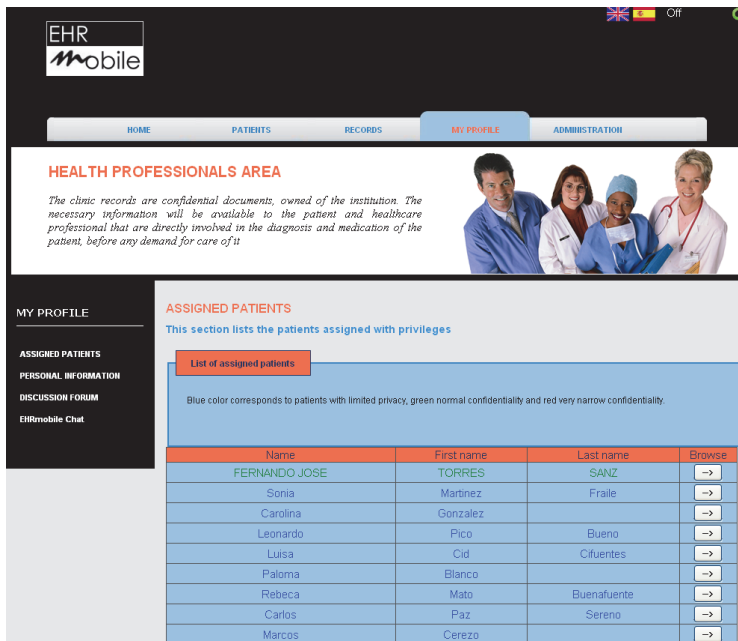 EHR
mobile
Off
HOME PATIENTS RECORDS MY PROFILE ADMINISTRATION
HEALTH PROFESSIONALS AREA
The clinic records are confidential documents, owned of the institution. The
necessary information will be available to the patient and healthcare
professional that are directly involved in the diagnosis and medication of the
patient, before any demand for care of it
MY PROFILE
ASSIGNED PATIENTS
PERSONAL INFORMATION
DISCUSSION FORUM
EHRmobile Chat
ASSIGNED PATIENTS
This section lists the patients assigned with privileges
List of assigned patients
Blue color corresponds to patients with limited privacy, green normal confidentiality and red very narrow confidentiality.
Name First name Last name Browse
FERNANDO JOSE TORRES SANZ -->
Sonia Martinez Fraile -->
Carolina Gonzalez -->
Leonardo Pico Bueno -->
Luisa Cid Cifuentes -->
Paloma Blanco -->
Rebeca Mato Buenafuente -->
Carlos Paz Sereno -->
Marcos Cerezo -->